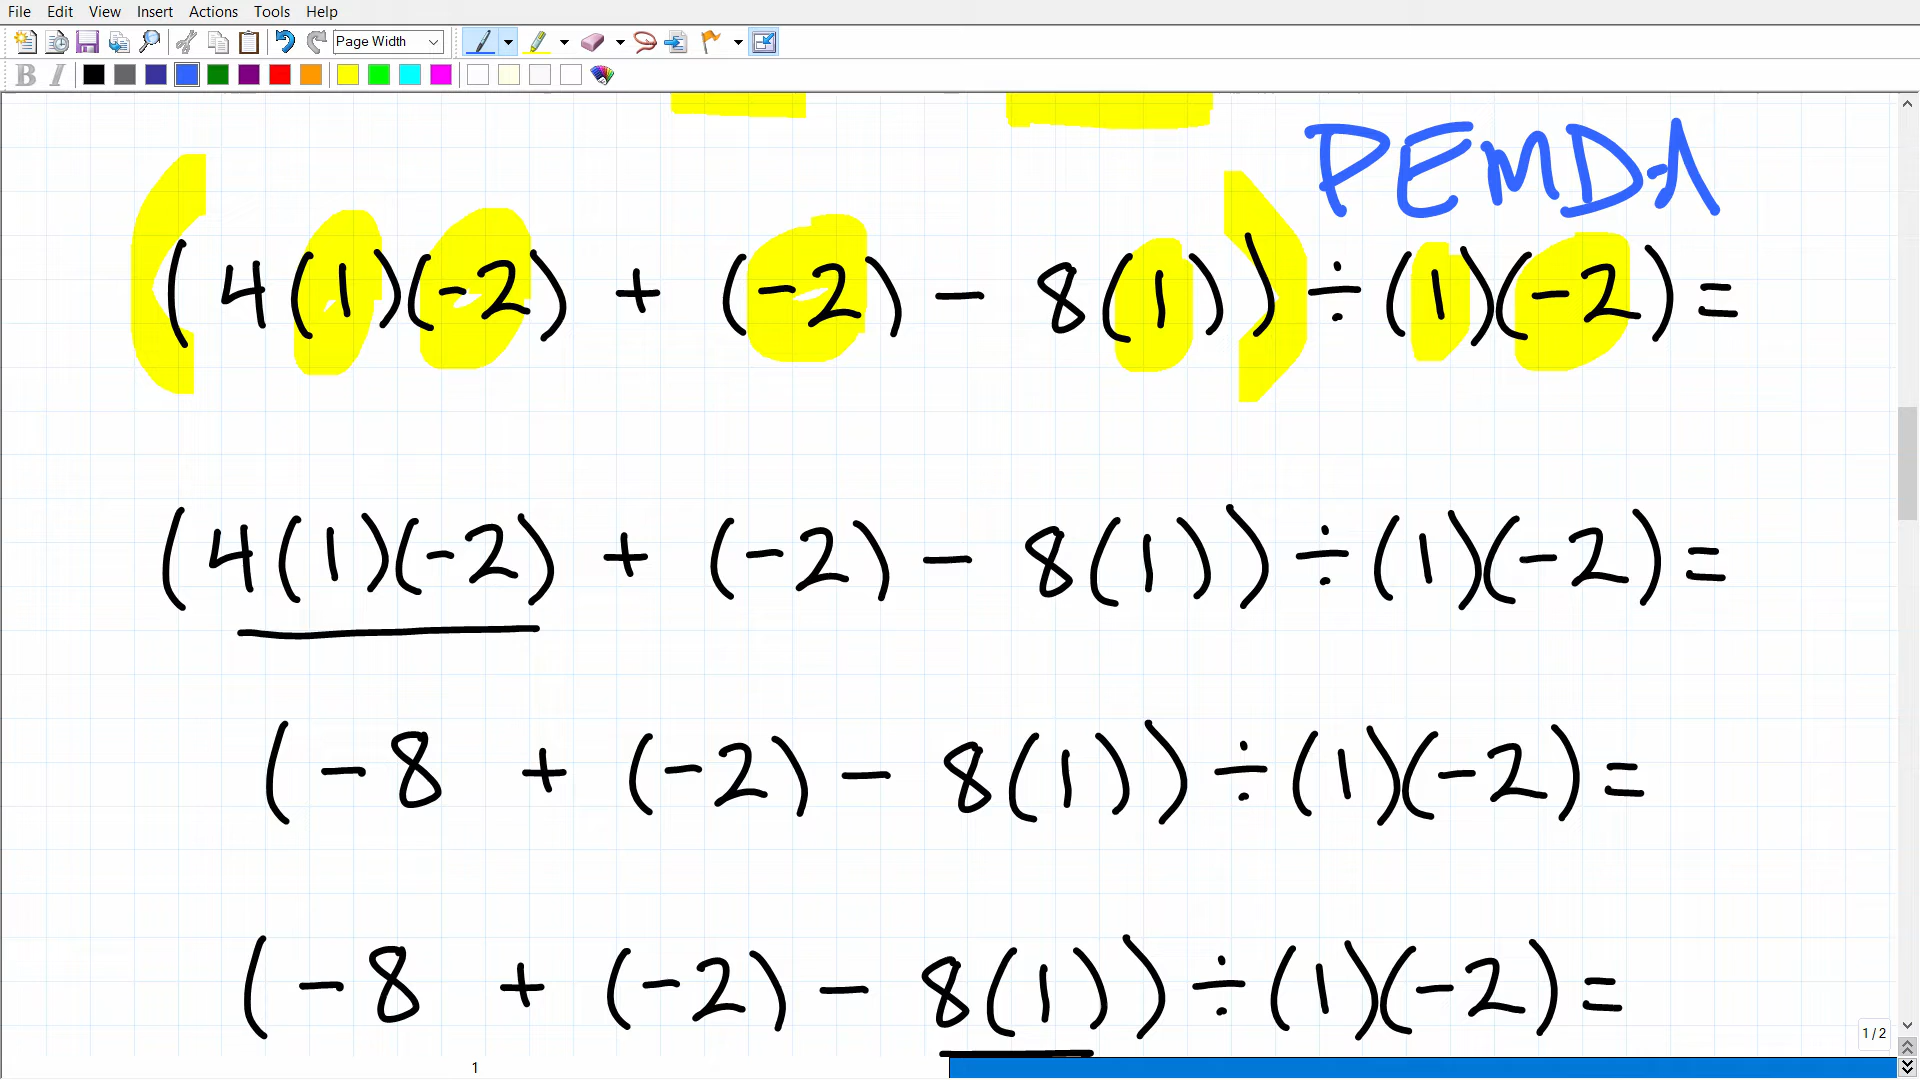 File Edit View Insert Actions Tools Help
Page Width
B I
PEMDA
(4(1)(-2) + (-2) - 8(1)) ÷ (1)(-2) =
(4(1)(-2) + (-2) - 8(1)) ÷ (1)(-2) =
(-8 + (-2) - 8(1)) ÷ (1)(-2) =
(-8 + (-2) - 8(1)) ÷ (1)(-2) =
1 / 2
1